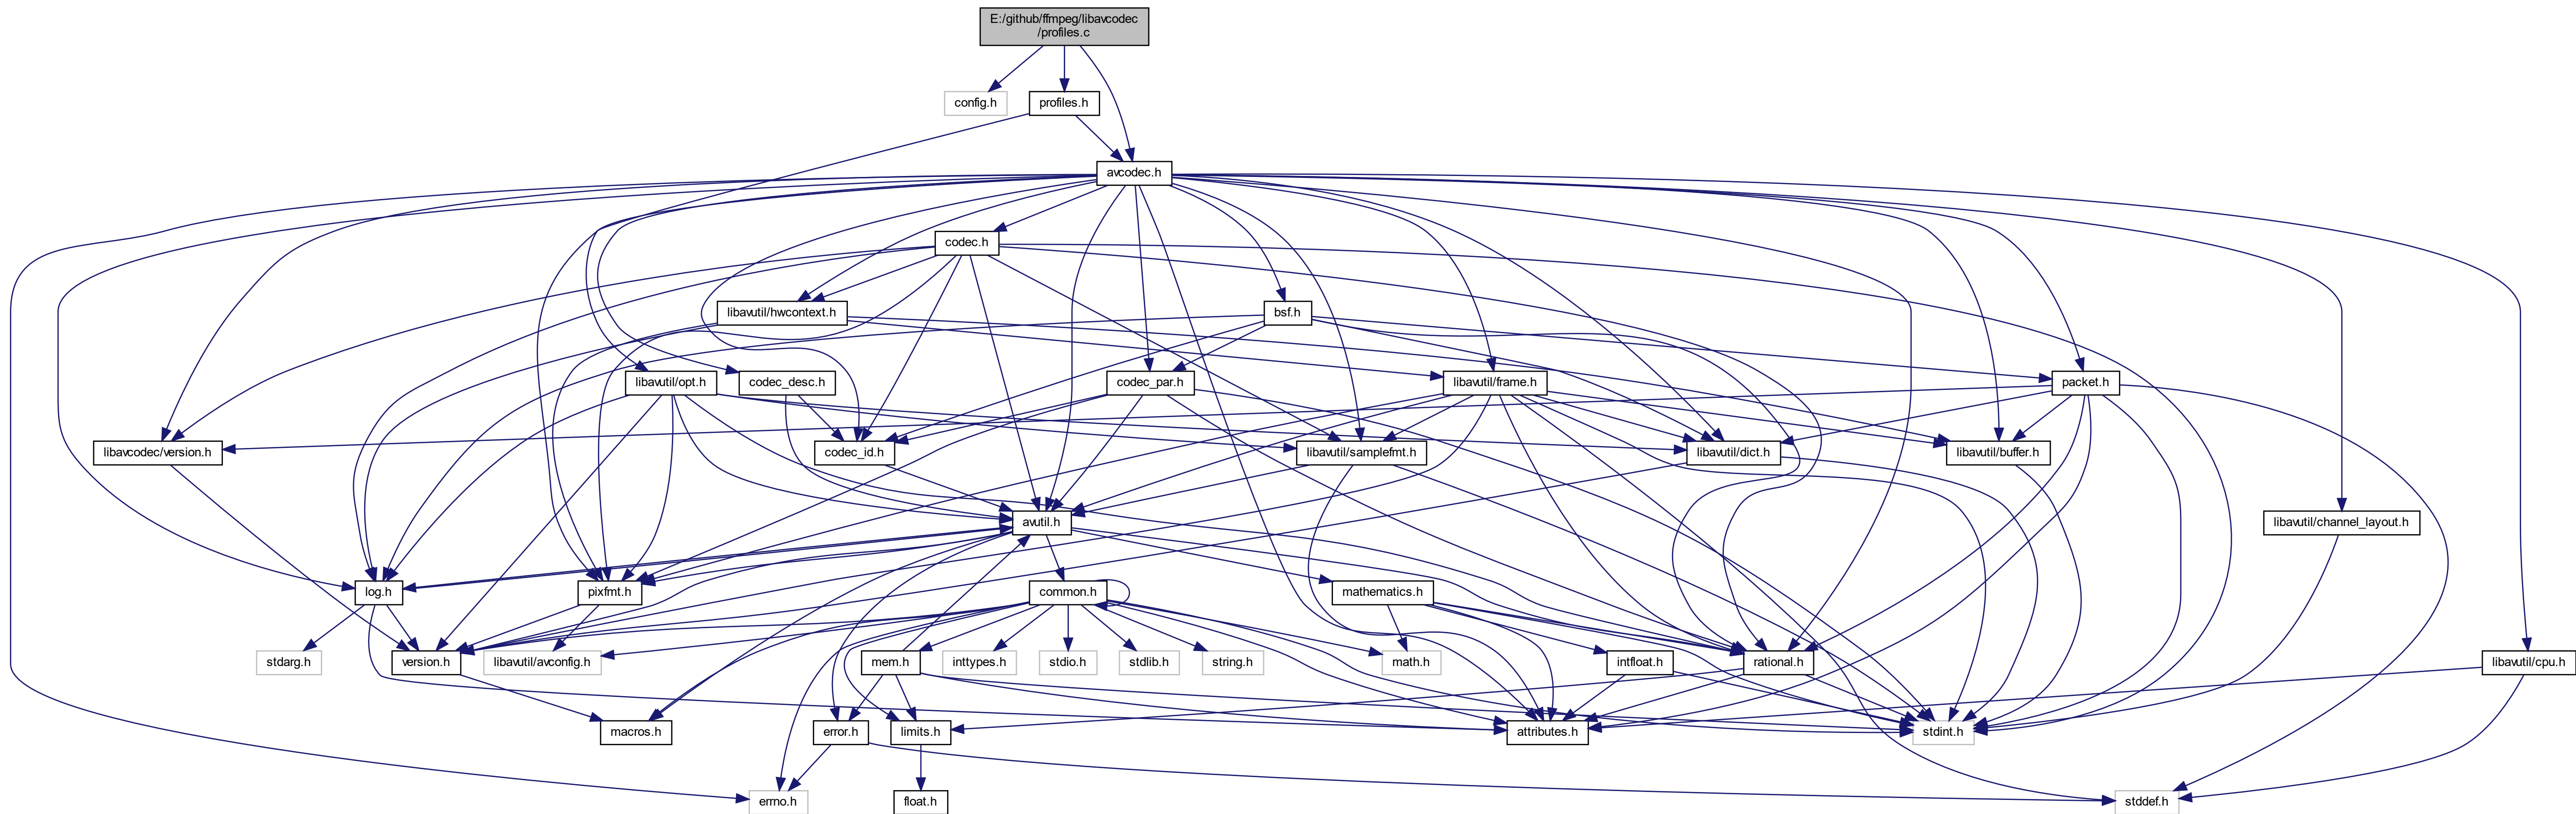 E:/github/ffmpeg/libavcodec
/profiles.c
config.h
profiles.h
avcodec.h
codec.h
libavutil/hwcontext.h
bsf.h
libavutil/opt.h
codec_desc.h
codec_par.h
libavutil/frame.h
packet.h
libavcodec/version.h
codec_id.h
libavutil/samplefmt.h
libavutil/dict.h
libavutil/buffer.h
avutil.h
libavutil/channel_layout.h
log.h
pixfmt.h
common.h
mathematics.h
stdarg.h
version.h
libavutil/avconfig.h
mem.h
inttypes.h
stdio.h
stdlib.h
string.h
math.h
intfloat.h
rational.h
libavutil/cpu.h
macros.h
error.h
limits.h
attributes.h
stdint.h
errno.h
float.h
stddef.h